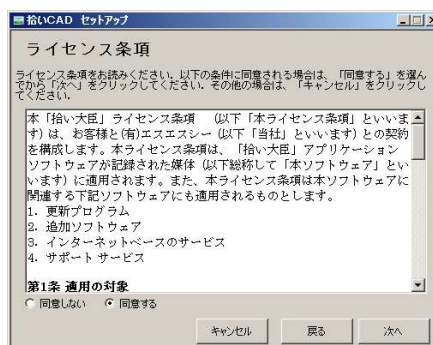 拾いCAD セットアップ
ライセンス条項
ライセンス条項をお読みください。以下の条件に同意される場合は、「同意する」を選ん
でから「次へ」をクリックしてください。その他の場合は、「キャンセル」をクリックし
てください。
本「拾い大臣」ライセンス条項 （以下「本ライセンス条項」といいま
す）は、お客様と(有)エスエスシー（以下「当社」といいます）との契約
を構成します。本ライセンス条項は、「拾い大臣」アプリケーション
ソフトウェアが記録された媒体（以下総称して「本ソフトウェア」とい
います）に適用されます。また、本ライセンス条項は本ソフトウェアに
関連する下記ソフトウェアにも適用されるものとします。
1. 更新プログラム
2. 追加ソフトウェア
3. インターネットベースのサービス
4. サポート サービス
第1条 適用の対象
同意しない 同意する
キャンセル 戻る 次へ